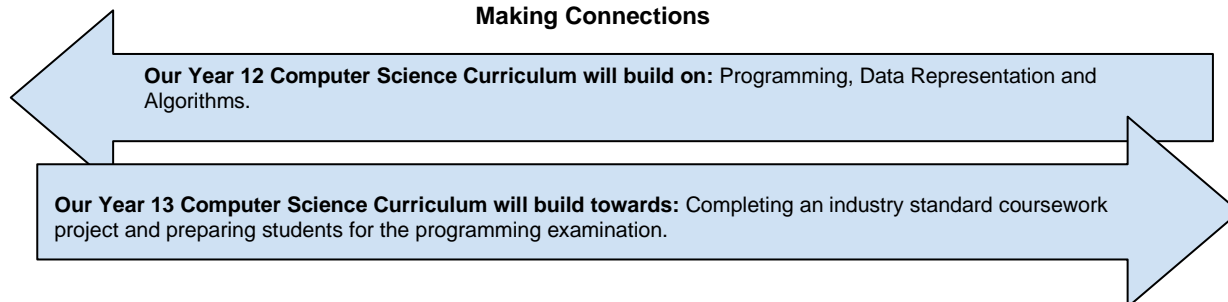 Making Connections
Our Year 12 Computer Science Curriculum will build on: Programming, Data Representation and
Algorithms.
Our Year 13 Computer Science Curriculum will build towards: Completing an industry standard coursework
project and preparing students for the programming examination.